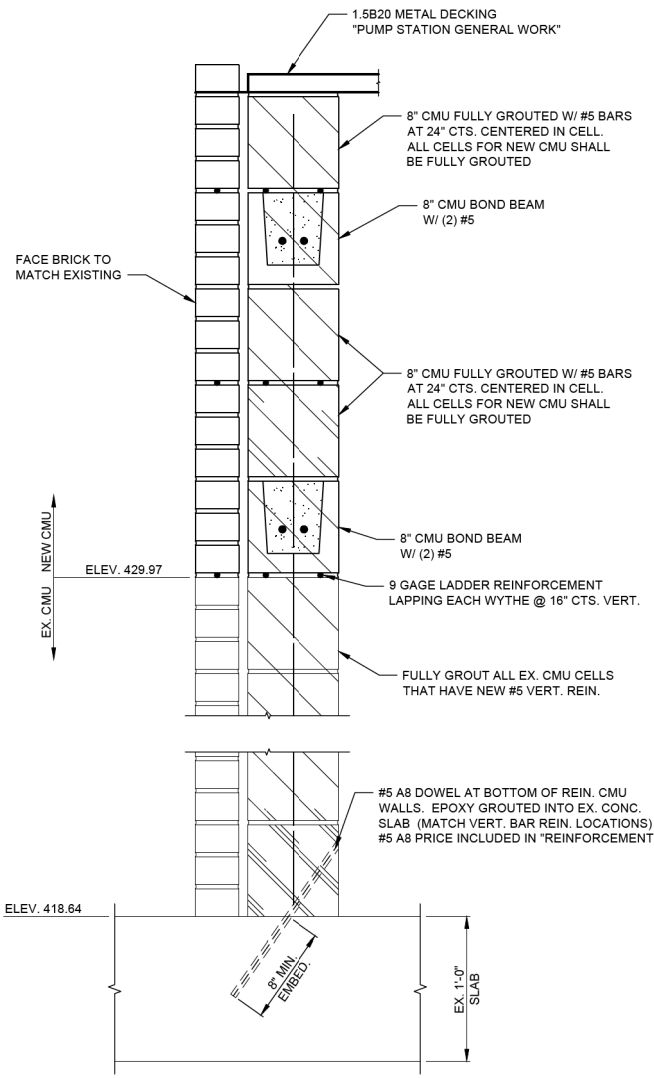 1.5B20 METAL DECKING
"PUMP STATION GENERAL WORK"
8" CMU FULLY GROUTED W/ #5 BARS
AT 24" CTS. CENTERED IN CELL.
ALL CELLS FOR NEW CMU SHALL
BE FULLY GROUTED
8" CMU BOND BEAM
W/ (2) #5
FACE BRICK TO
MATCH EXISTING
8" CMU FULLY GROUTED W/ #5 BARS
AT 24" CTS. CENTERED IN CELL.
ALL CELLS FOR NEW CMU SHALL
BE FULLY GROUTED
8" CMU BOND BEAM
W/ (2) #5
EX. CMU NEW CMU
ELEV. 429.97
9 GAGE LADDER REINFORCEMENT
LAPPING EACH WYTHE @ 16" CTS. VERT.
FULLY GROUT ALL EX. CMU CELLS
THAT HAVE NEW #5 VERT. REIN.
#5 A8 DOWEL AT BOTTOM OF REIN. CMU
WALLS. EPOXY GROUTED INTO EX. CONC.
SLAB (MATCH VERT. BAR REIN. LOCATIONS)
#5 A8 PRICE INCLUDED IN "REINFORCEMENT
ELEV. 418.64
8" MIN.
EMBED.
EX. 1'-0"
SLAB